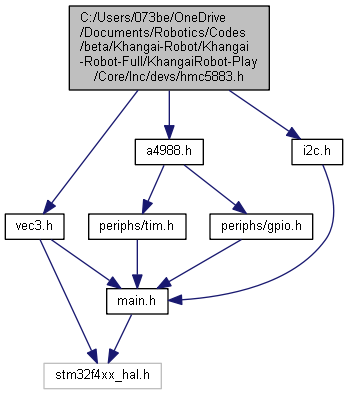 C:/Users/073be/OneDrive
/Documents/Robotics/Codes
/beta/Khangai-Robot/Khangai
-Robot-Full/KhangaiRobot-Play
/Core/Inc/devs/hmc5883.h
a4988.h
i2c.h
vec3.h
periphs/tim.h
periphs/gpio.h
main.h
stm32f4xx_hal.h